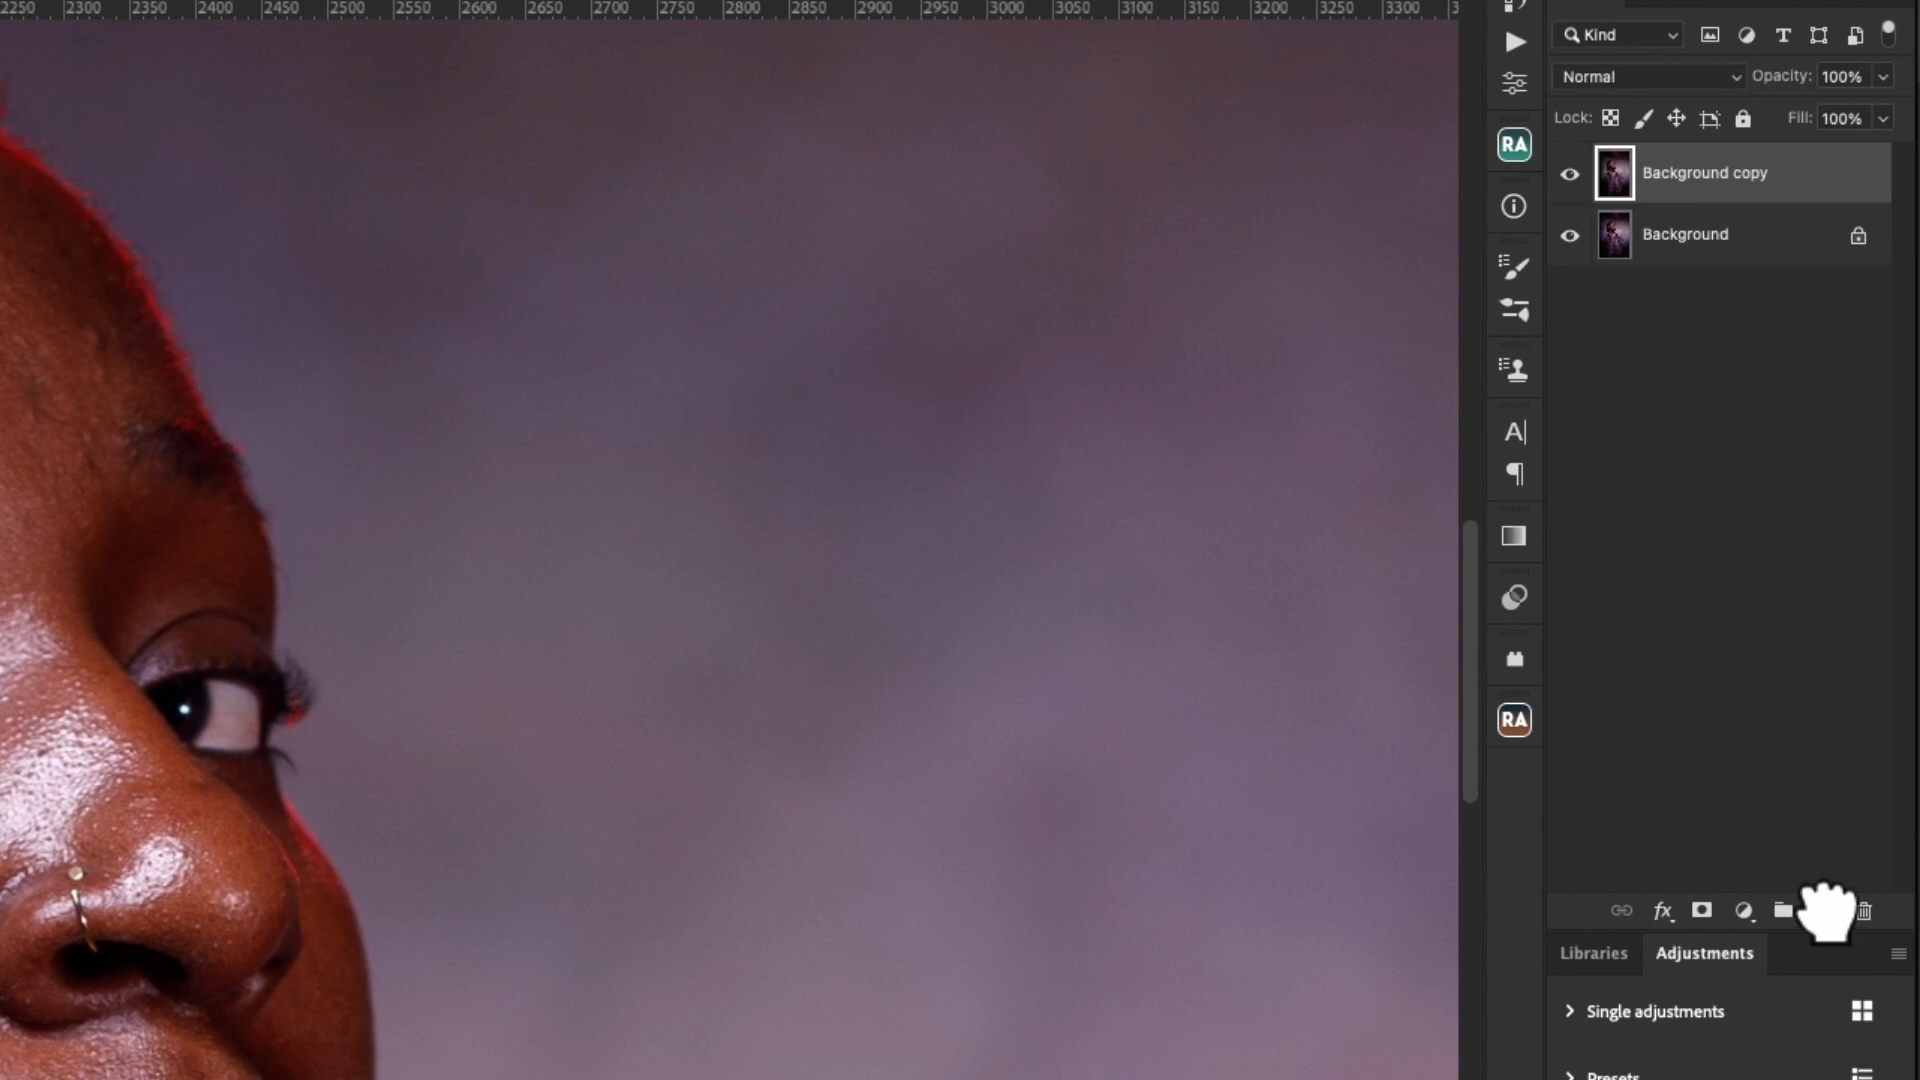 2250 2300 2350 2400 2450 2500 2550 2600 2650 2700 2750 2800 2850 2900 2950 3000 3050 3100 3150 3200 3250 3300
Kind
Normal Opacity: 100%
Lock: Fill: 100%
RA
Background copy
Background
A|
¶
RA
fx
Libraries Adjustments
Single adjustments
Presets